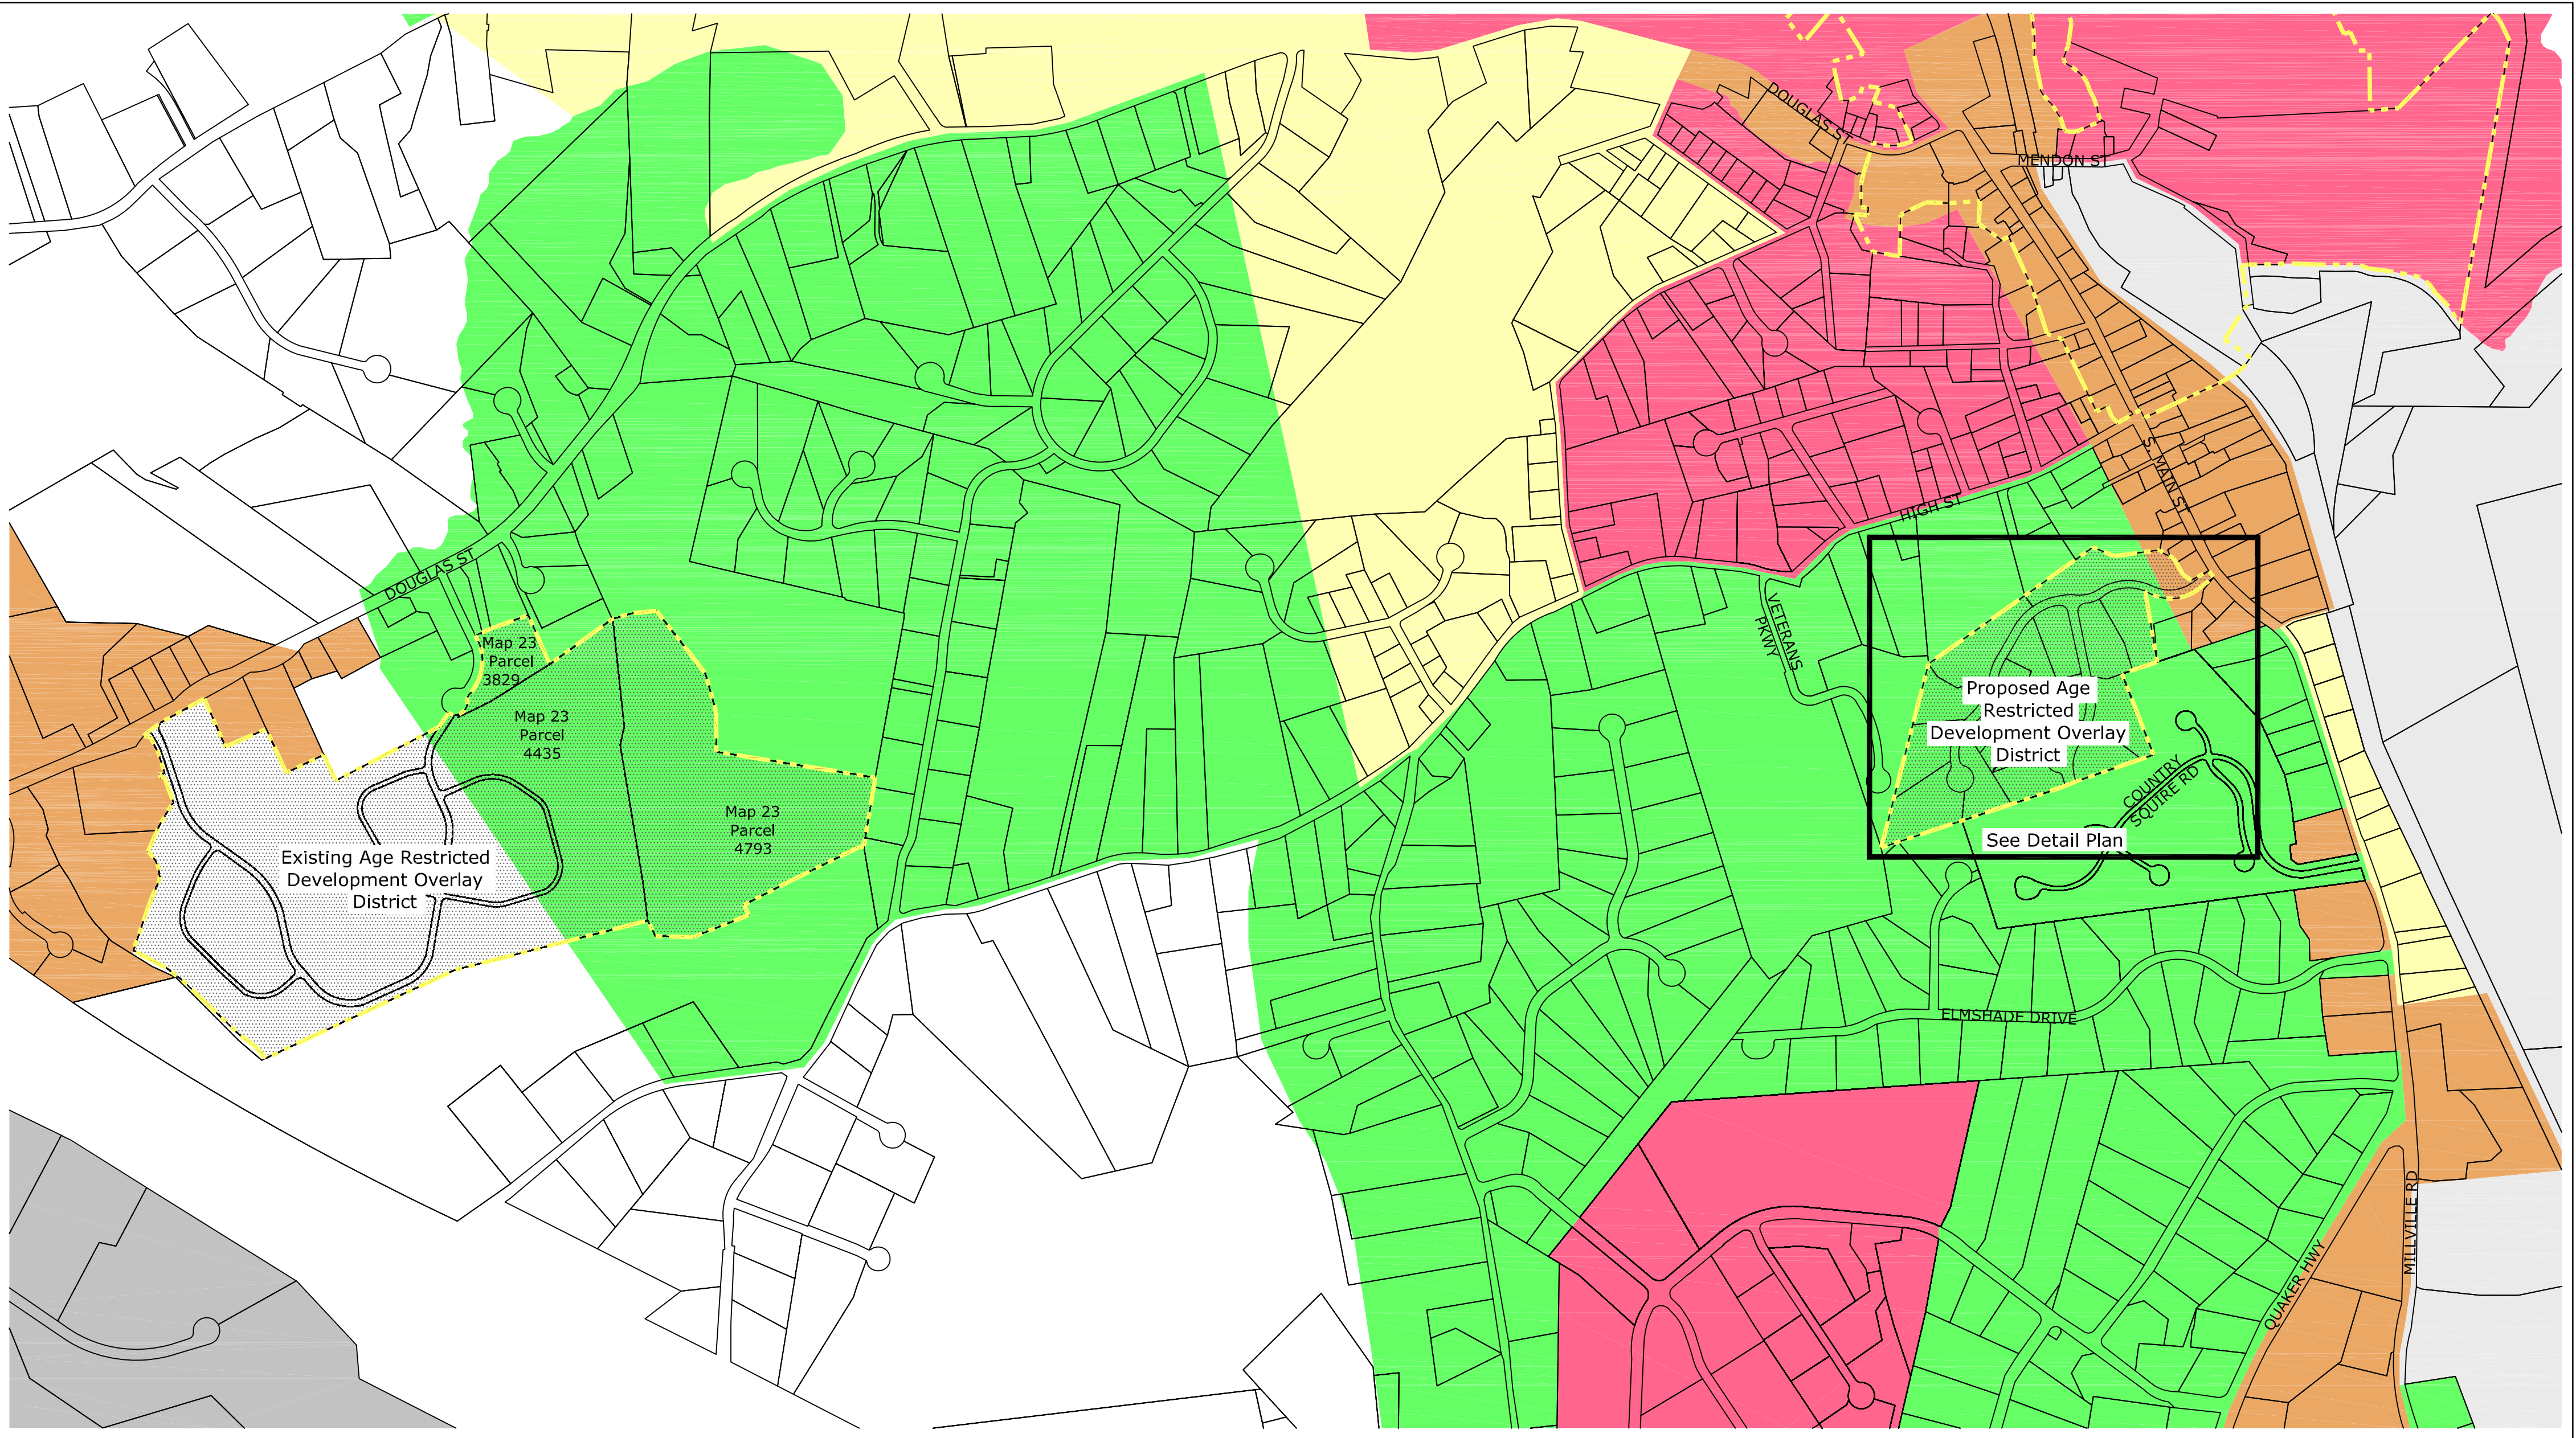 DOUGLAS ST
MENDON ST
S. MAIN ST
HIGH ST
DOUGLAS ST
VETERANS
PKWY
Map 23
Parcel
3829
Map 23
Parcel
4435
Map 23
Parcel
4793
Existing Age Restricted
Development Overlay
District
Proposed Age
Restricted
Development Overlay
District
COUNTRY
SQUIRE RD
See Detail Plan
ELMSHADE DRIVE
MILLVILLE RD
QUAKER HWY